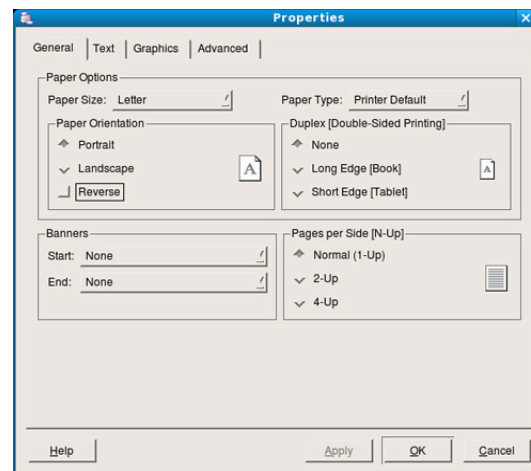 Properties
General Text Graphics Advanced
Paper Options
Paper Size: Letter
Paper Type: Printer Default
Paper Orientation
Portrait
Landscape
Reverse
A
Duplex [Double-Sided Printing]
None
Long Edge [Book]
Short Edge [Tablet]
A
Banners
Start: None
End: None
Pages per Side [N-Up]
Normal (1-Up)
2-Up
4-Up
Help Apply OK Cancel